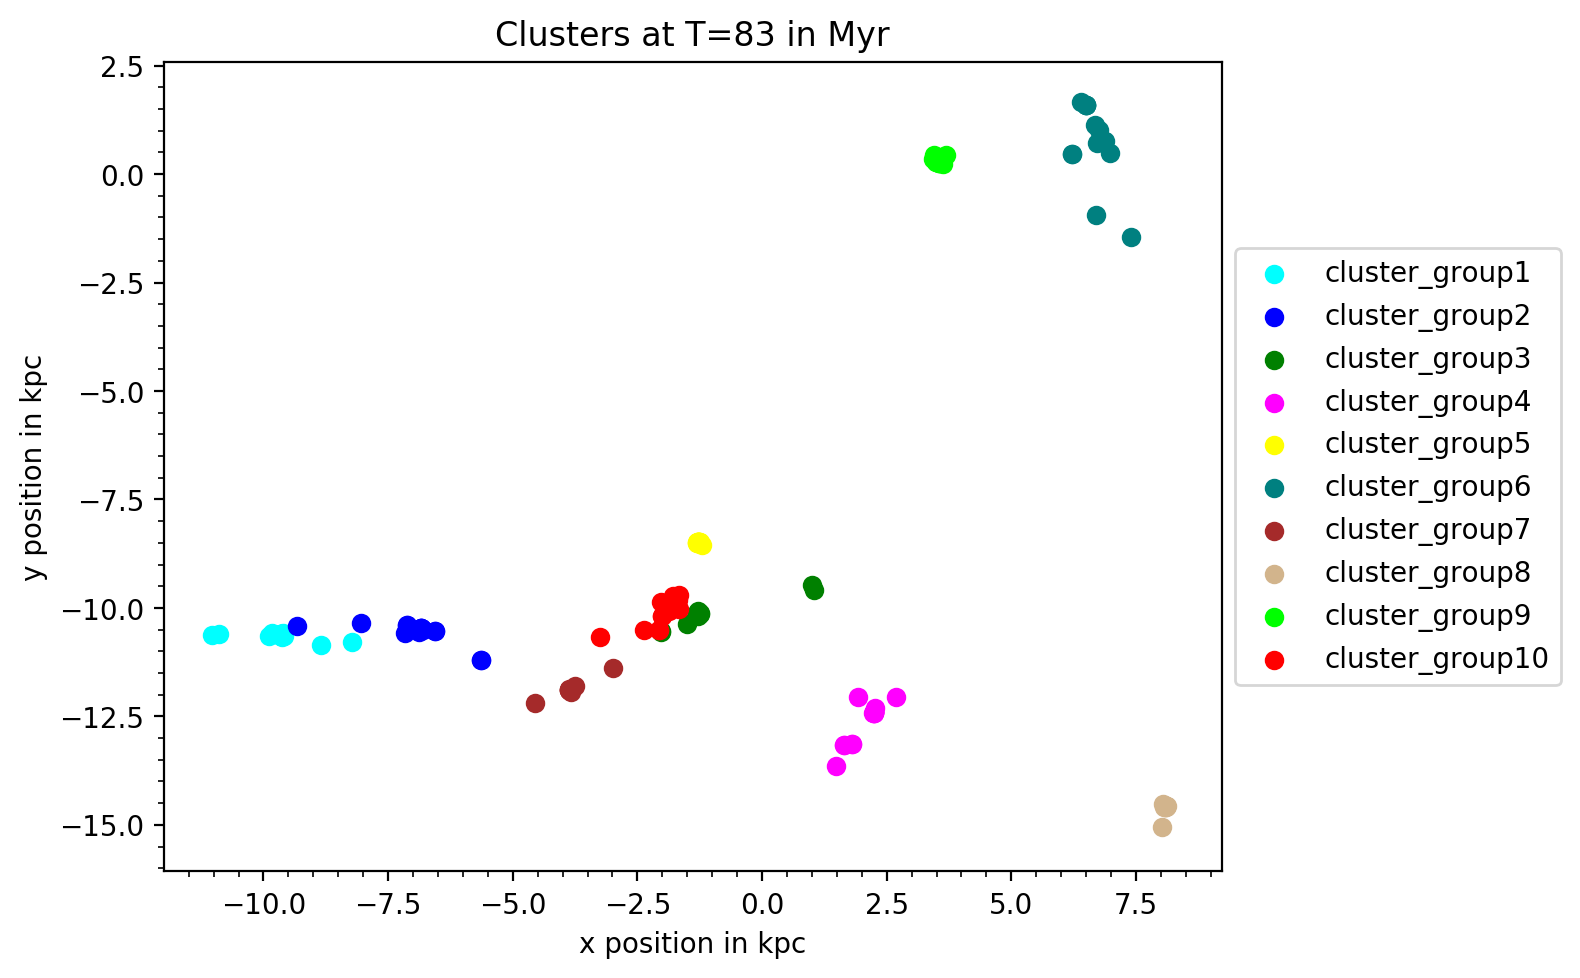 Clusters at T=83 in Myr
2.5
0.0
−2.5
−5.0
−7.5
−10.0
−12.5
−15.0
y position in kpc
−10.0 −7.5 −5.0 −2.5 0.0 2.5 5.0 7.5
x position in kpc
cluster_group1
cluster_group2
cluster_group3
cluster_group4
cluster_group5
cluster_group6
cluster_group7
cluster_group8
cluster_group9
cluster_group10